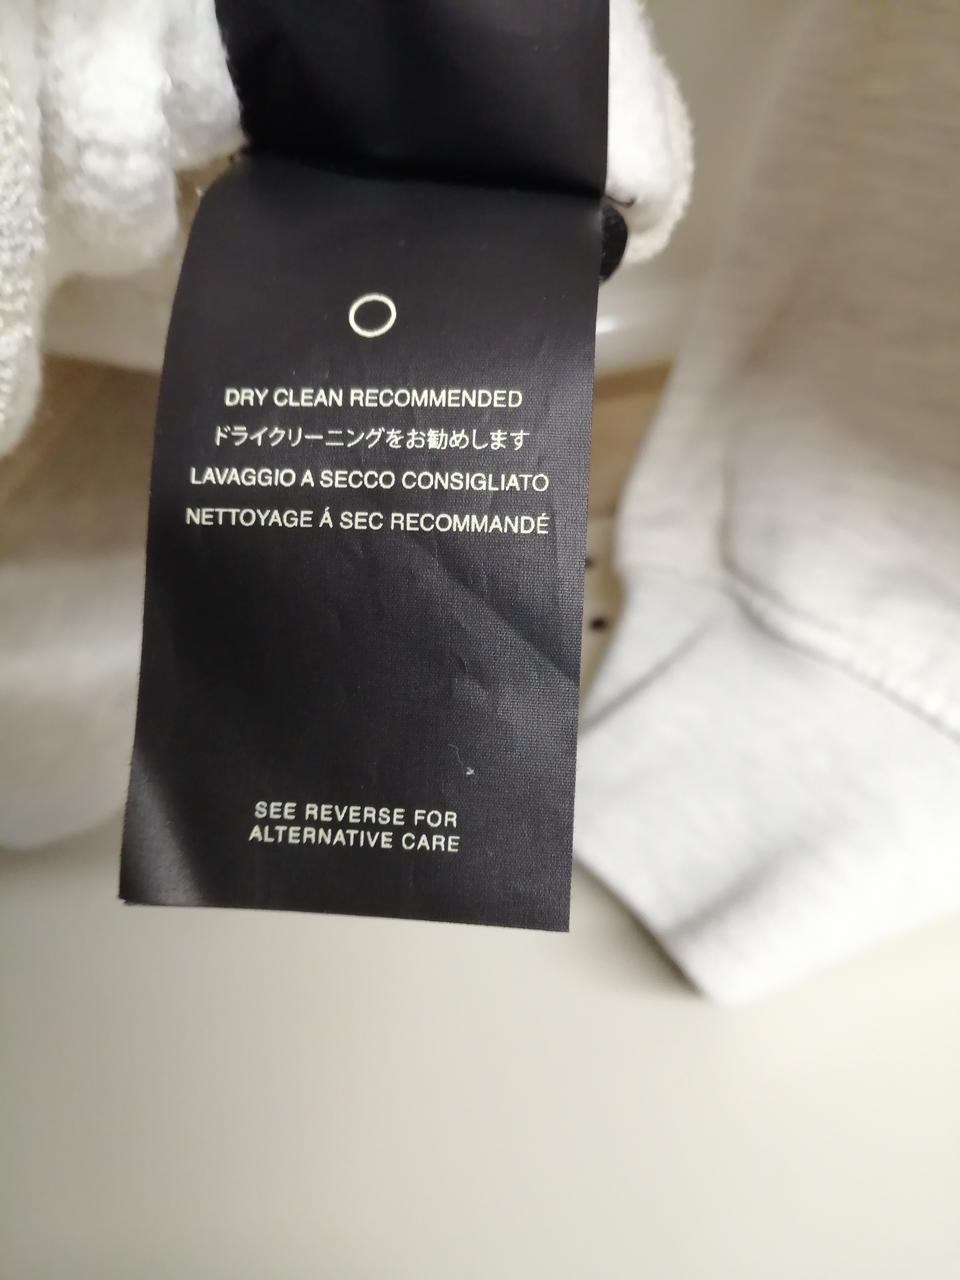 DRY CLEAN RECOMMENDED
ドライクリーニングをお勧めします
LAVAGGIO A SECCO CONSIGLIATO
NETTOYAGE Á SEC RECOMMANDÉ
SEE REVERSE FOR
ALTERNATIVE CARE